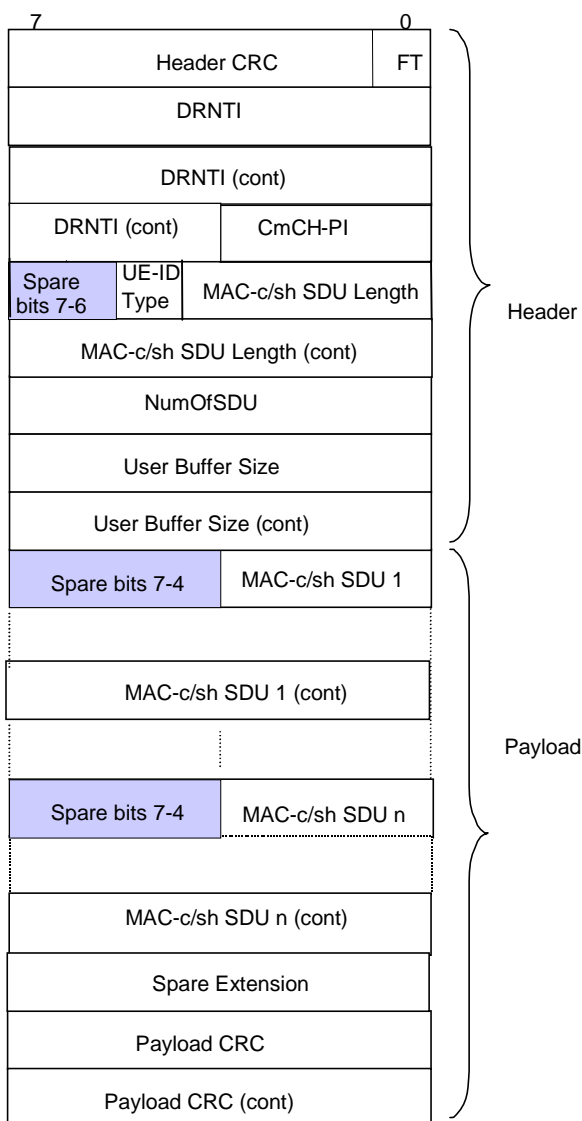 7 0
Header CRC FT
DRNTI
DRNTI (cont)
DRNTI (cont) CmCH-PI
Spare bits 7-6 UE-ID Type MAC-c/sh SDU Length
MAC-c/sh SDU Length (cont)
NumOfSDU
User Buffer Size
User Buffer Size (cont)
Header
Spare bits 7-4 MAC-c/sh SDU 1
MAC-c/sh SDU 1 (cont)
Payload
Spare bits 7-4 MAC-c/sh SDU n
MAC-c/sh SDU n (cont)
Spare Extension
Payload CRC
Payload CRC (cont)